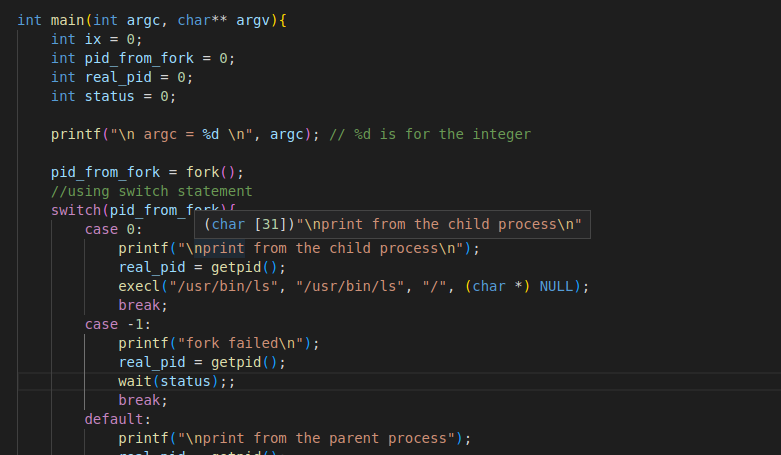 int main(int argc, char** argv){
int ix = 0;
int pid_from_fork = 0;
int real_pid = 0;
int status = 0;
printf("\n argc = %d \n", argc); // %d is for the integer
pid_from_fork = fork();
//using switch statement
switch(pid_from_fork){
(char [31])"\nprint from the child process\n"
case 0:
printf("\nprint from the child process\n");
real_pid = getpid();
execl("/usr/bin/ls", "/usr/bin/ls", "/", (char *) NULL);
break;
case -1:
printf("fork failed\n");
real_pid = getpid();
wait(status);;
break;
default:
printf("\nprint from the parent process");
real_pid = getpid();